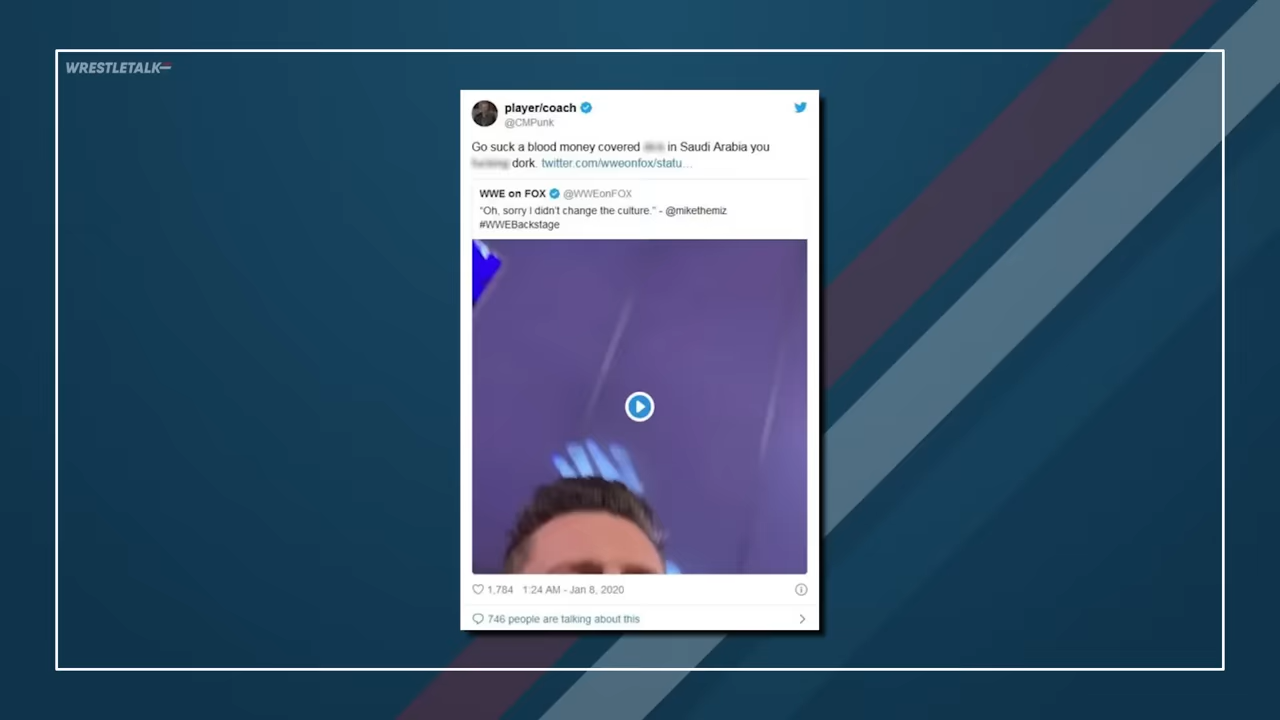 WRESTLETALK
player/coach
@CMPunk
Go suck a blood money covered in Saudi Arabia you
dork. twitter.com/wweonfox/statu…
WWE on FOX @WWEonFOX
"Oh, sorry I didn't change the culture." - @mikethemiz
#WWEBackstage
1,784 1:24 AM - Jan 8, 2020
746 people are talking about this